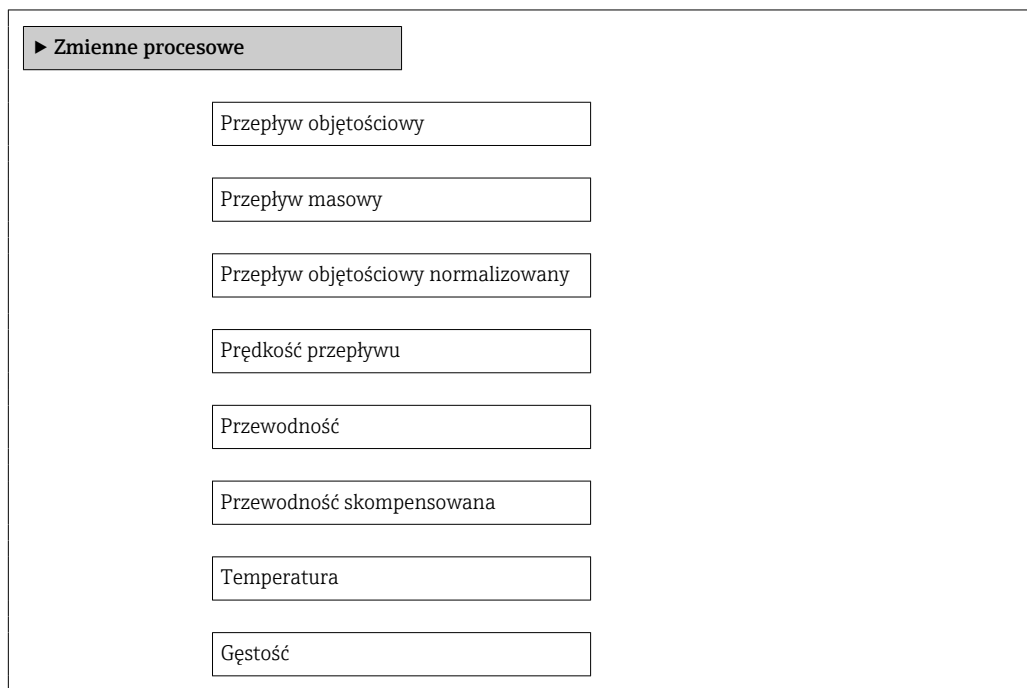 ▶ Zmienne procesowe
Przepływ objętościowy
Przepływ masowy
Przepływ objętościowy normalizowany
Prędkość przepływu
Przewodność
Przewodność skompensowana
Temperatura
Gęstość